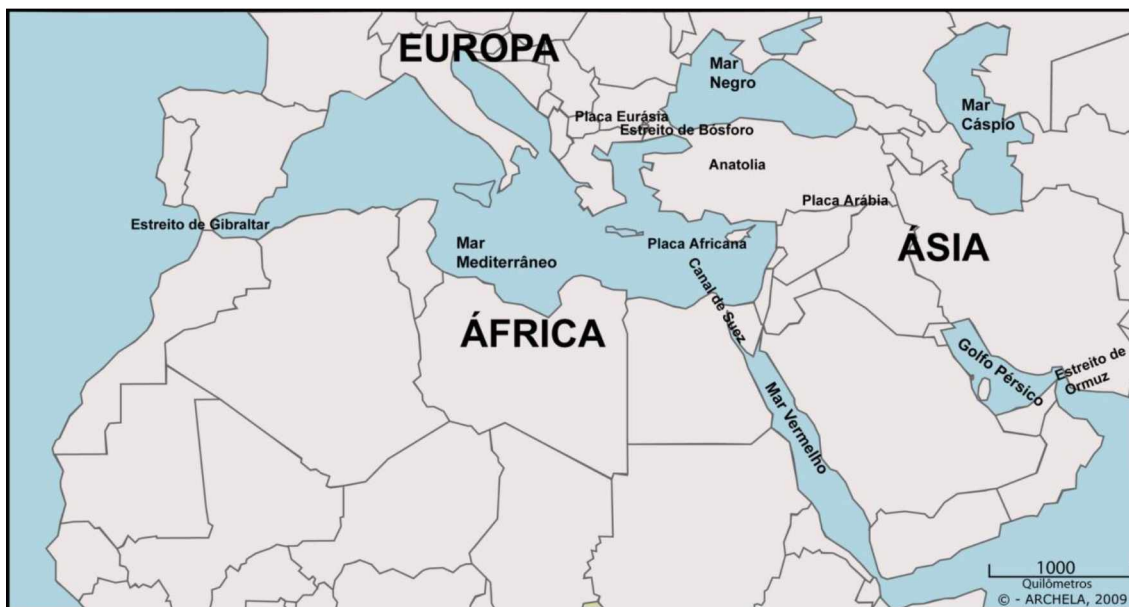 EUROPA
Mar
Negro
Mar
Cáspio
Placa Eurásia
Estreito de Bósforo
Anatolia
Placa Arábia
Estreito de Gibraltar
Mar
Mediterrâneo
Placa Africana
ÁSIA
Canal de Suez
ÁFRICA
Golfo Pérsico
Estreito de
Ormuz
Mar Vermelho
1000
Quilômetros
© - ARCHELA, 2009